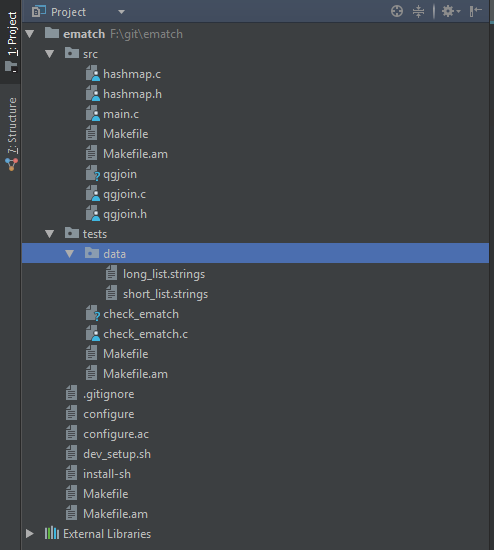 Project
1: Project
7: Structure
ematch F:\git\ematch
src
hashmap.c
hashmap.h
main.c
Makefile
Makefile.am
qgjoin
qgjoin.c
qgjoin.h
tests
data
long_list.strings
short_list.strings
check_ematch
check_ematch.c
Makefile
Makefile.am
.gitignore
configure
configure.ac
dev_setup.sh
install-sh
Makefile
Makefile.am
External Libraries